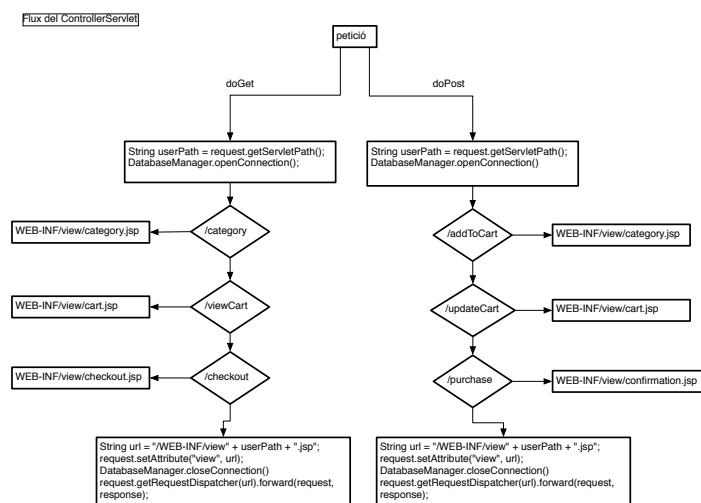 Flux del ControllerServlet
petició
doGet
doPost
String userPath = request.getServletPath();
DatabaseManager.openConnection();
String userPath = request.getServletPath();
DatabaseManager.openConnection()
WEB-INF/view/category.jsp
/category
/addToCart
WEB-INF/view/category.jsp
WEB-INF/view/cart.jsp
/viewCart
/updateCart
WEB-INF/view/cart.jsp
WEB-INF/view/checkout.jsp
/checkout
/purchase
WEB-INF/view/confirmation.jsp
String url = "/WEB-INF/view" + userPath + ".jsp";
request.setAttribute("view", url);
DatabaseManager.closeConnection()
request.getRequestDispatcher(url).forward(request,
response);
String url = "/WEB-INF/view" + userPath + ".jsp";
request.setAttribute("view", url);
DatabaseManager.closeConnection()
request.getRequestDispatcher(url).forward(request,
response);